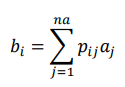 $b_i = \sum_{j=1}^{na} p_{ij} a_j$